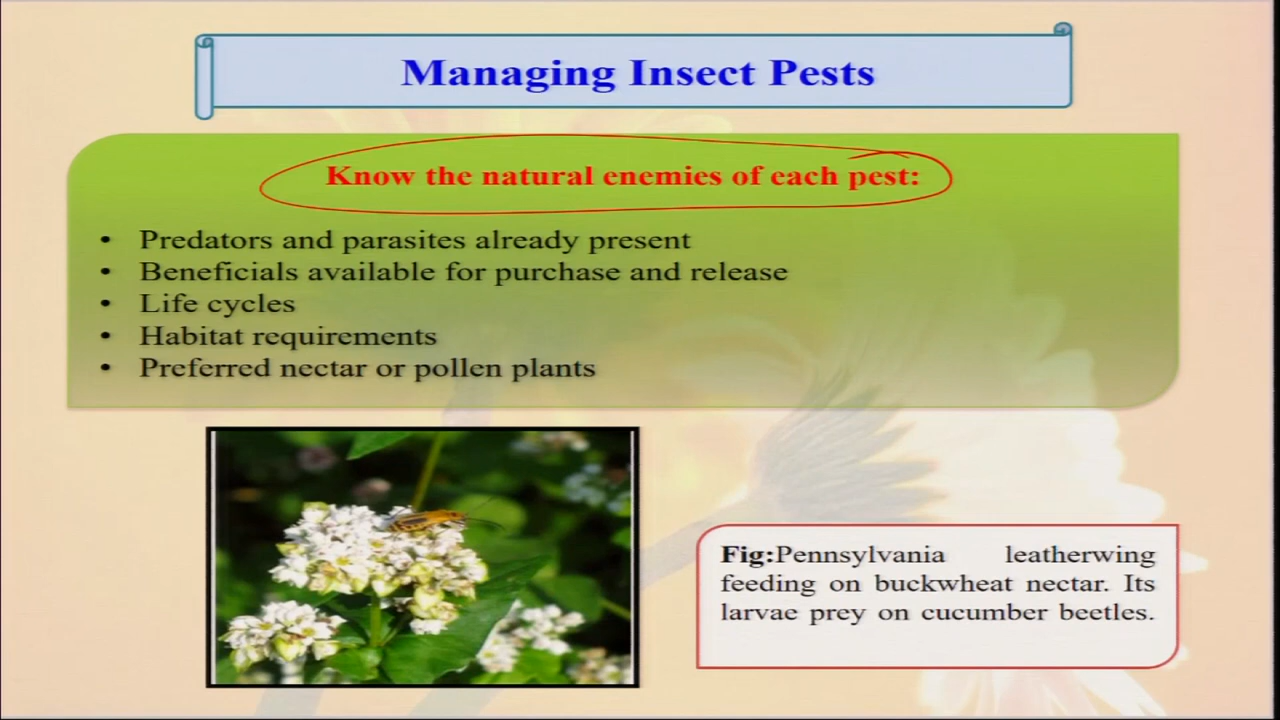 Managing Insect Pests
Know the natural enemies of each pest:
• Predators and parasites already present
• Beneficials available for purchase and release
• Life cycles
• Habitat requirements
• Preferred nectar or pollen plants
Fig:Pennsylvania leatherwing
feeding on buckwheat nectar. Its
larvae prey on cucumber beetles.